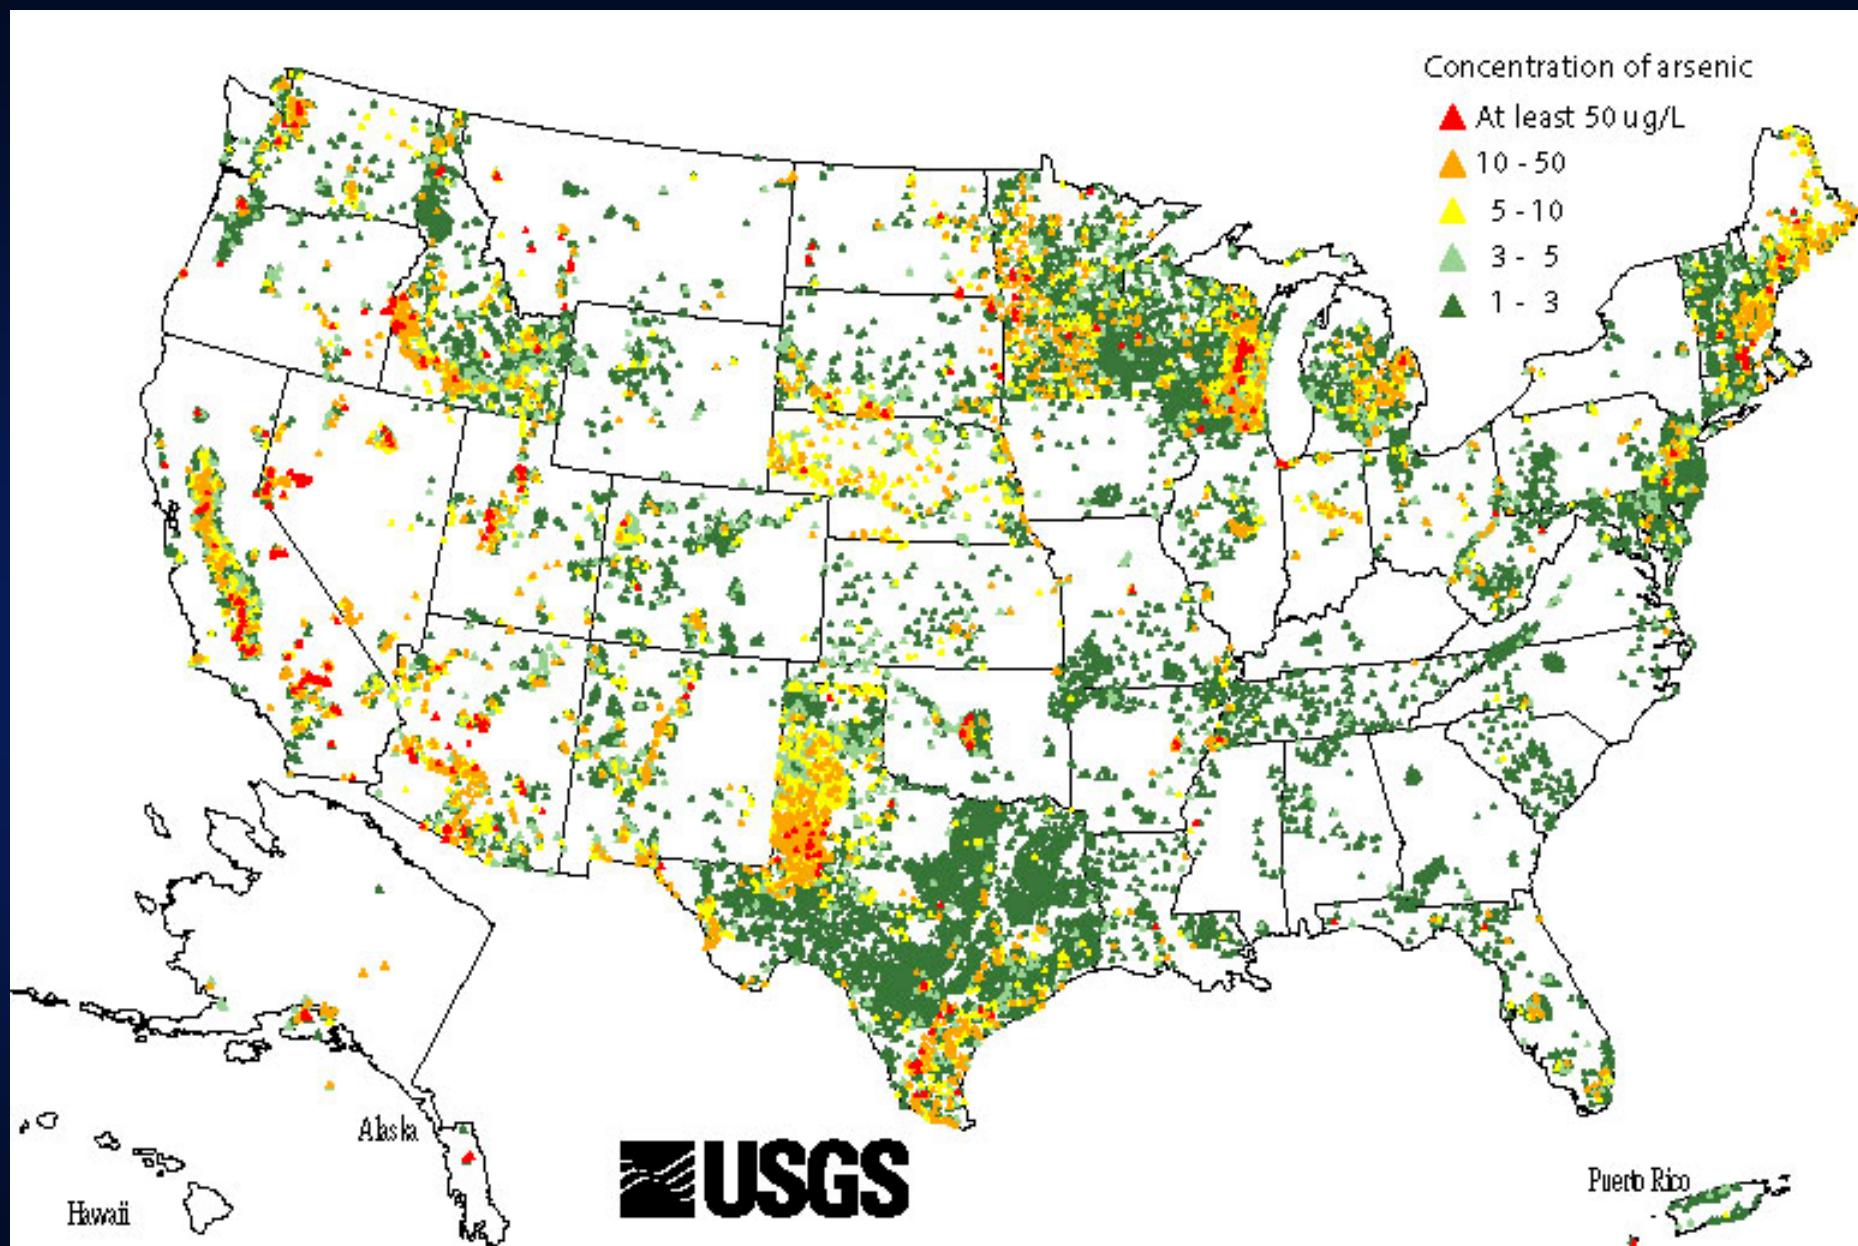 Concentration of arsenic
At least 50 ug/L
10 - 50
5 - 10
3 - 5
1 - 3
Alaska
Hawaii
USGS
Puerto Rico